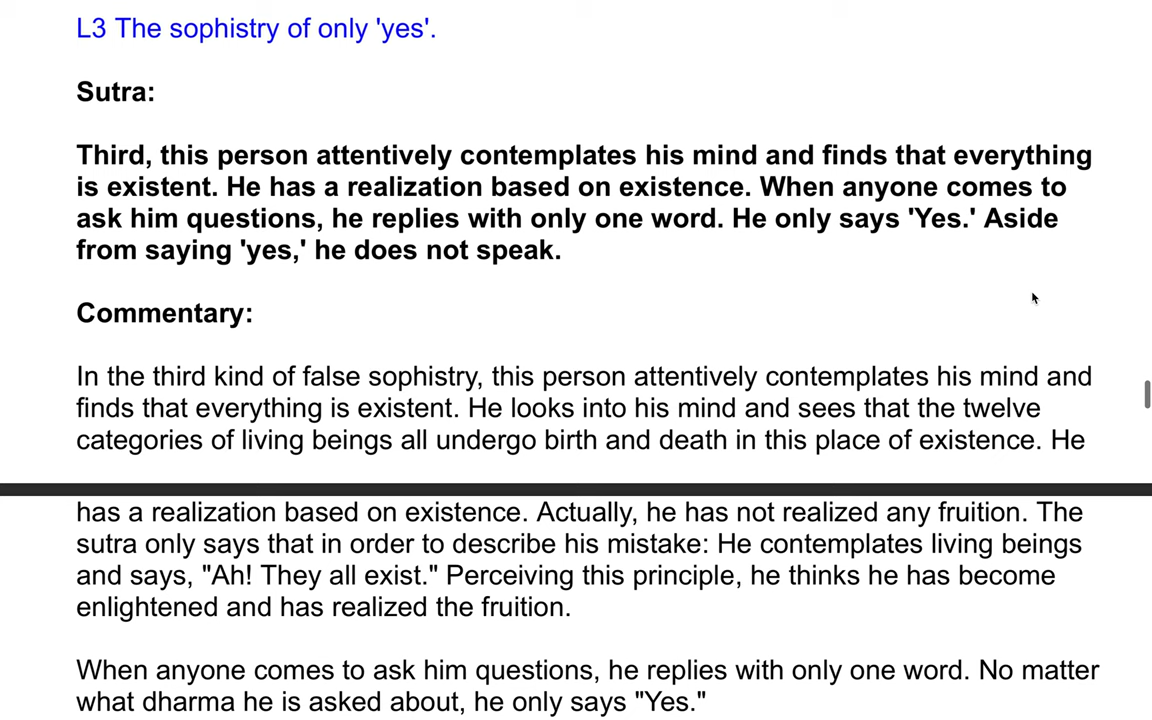 L3 The sophistry of only 'yes'.
Sutra:
Third, this person attentively contemplates his mind and finds that everything
is existent. He has a realization based on existence. When anyone comes to
ask him questions, he replies with only one word. He only says 'Yes.' Aside
from saying 'yes,' he does not speak.
Commentary:
In the third kind of false sophistry, this person attentively contemplates his mind and
finds that everything is existent. He looks into his mind and sees that the twelve
categories of living beings all undergo birth and death in this place of existence. He
has a realization based on existence. Actually, he has not realized any fruition. The
sutra only says that in order to describe his mistake: He contemplates living beings
and says, "Ah! They all exist." Perceiving this principle, he thinks he has become
enlightened and has realized the fruition.
When anyone comes to ask him questions, he replies with only one word. No matter
what dharma he is asked about, he only says "Yes."